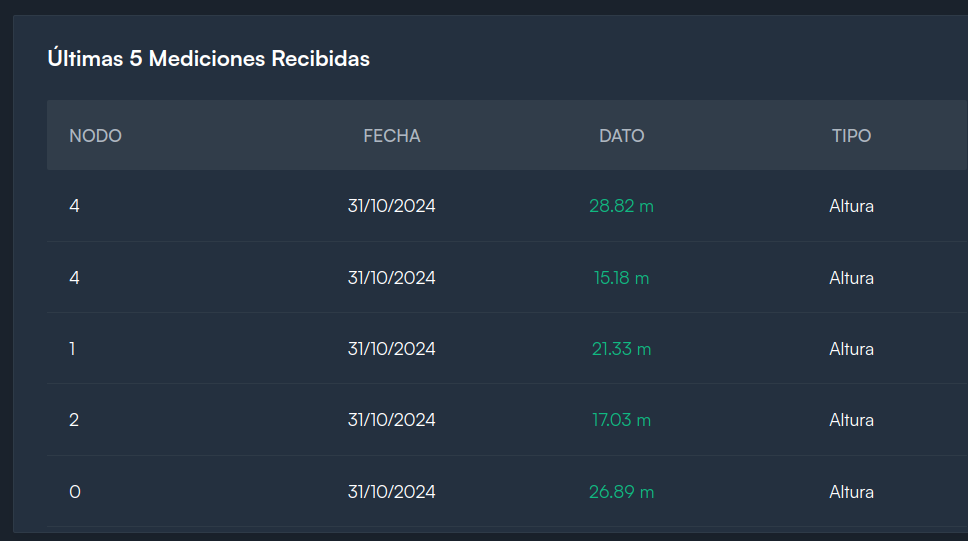 Últimas 5 Mediciones Recibidas
NODO FECHA DATO TIPO
4 31/10/2024 28.82 m Altura
4 31/10/2024 15.18 m Altura
1 31/10/2024 21.33 m Altura
2 31/10/2024 17.03 m Altura
0 31/10/2024 26.89 m Altura